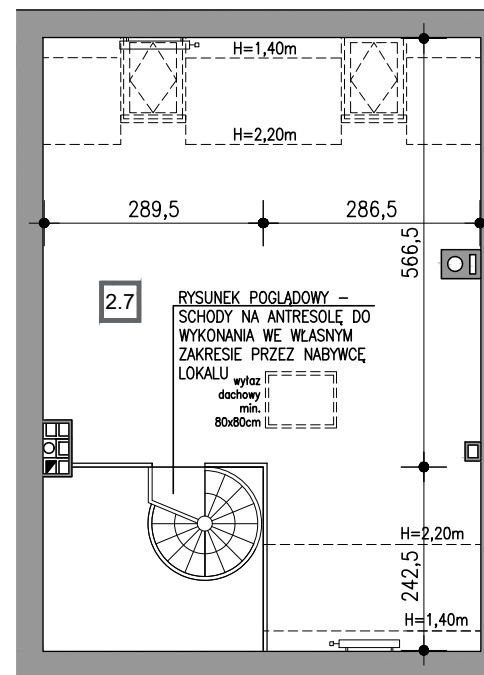 H=1,40m
H=2,20m
289,5
286,5
566,5
2.7
RYSUNEK POGLĄDOWY –
SCHODY NA ANTRESOLĘ DO
WYKONANIA WE WŁASNYM
ZAKRESIE PRZEZ NABYWCĘ
LOKALU
wyłaz
dachowy
min.
80x80cm
H=2,20m
242,5
H=1,40m